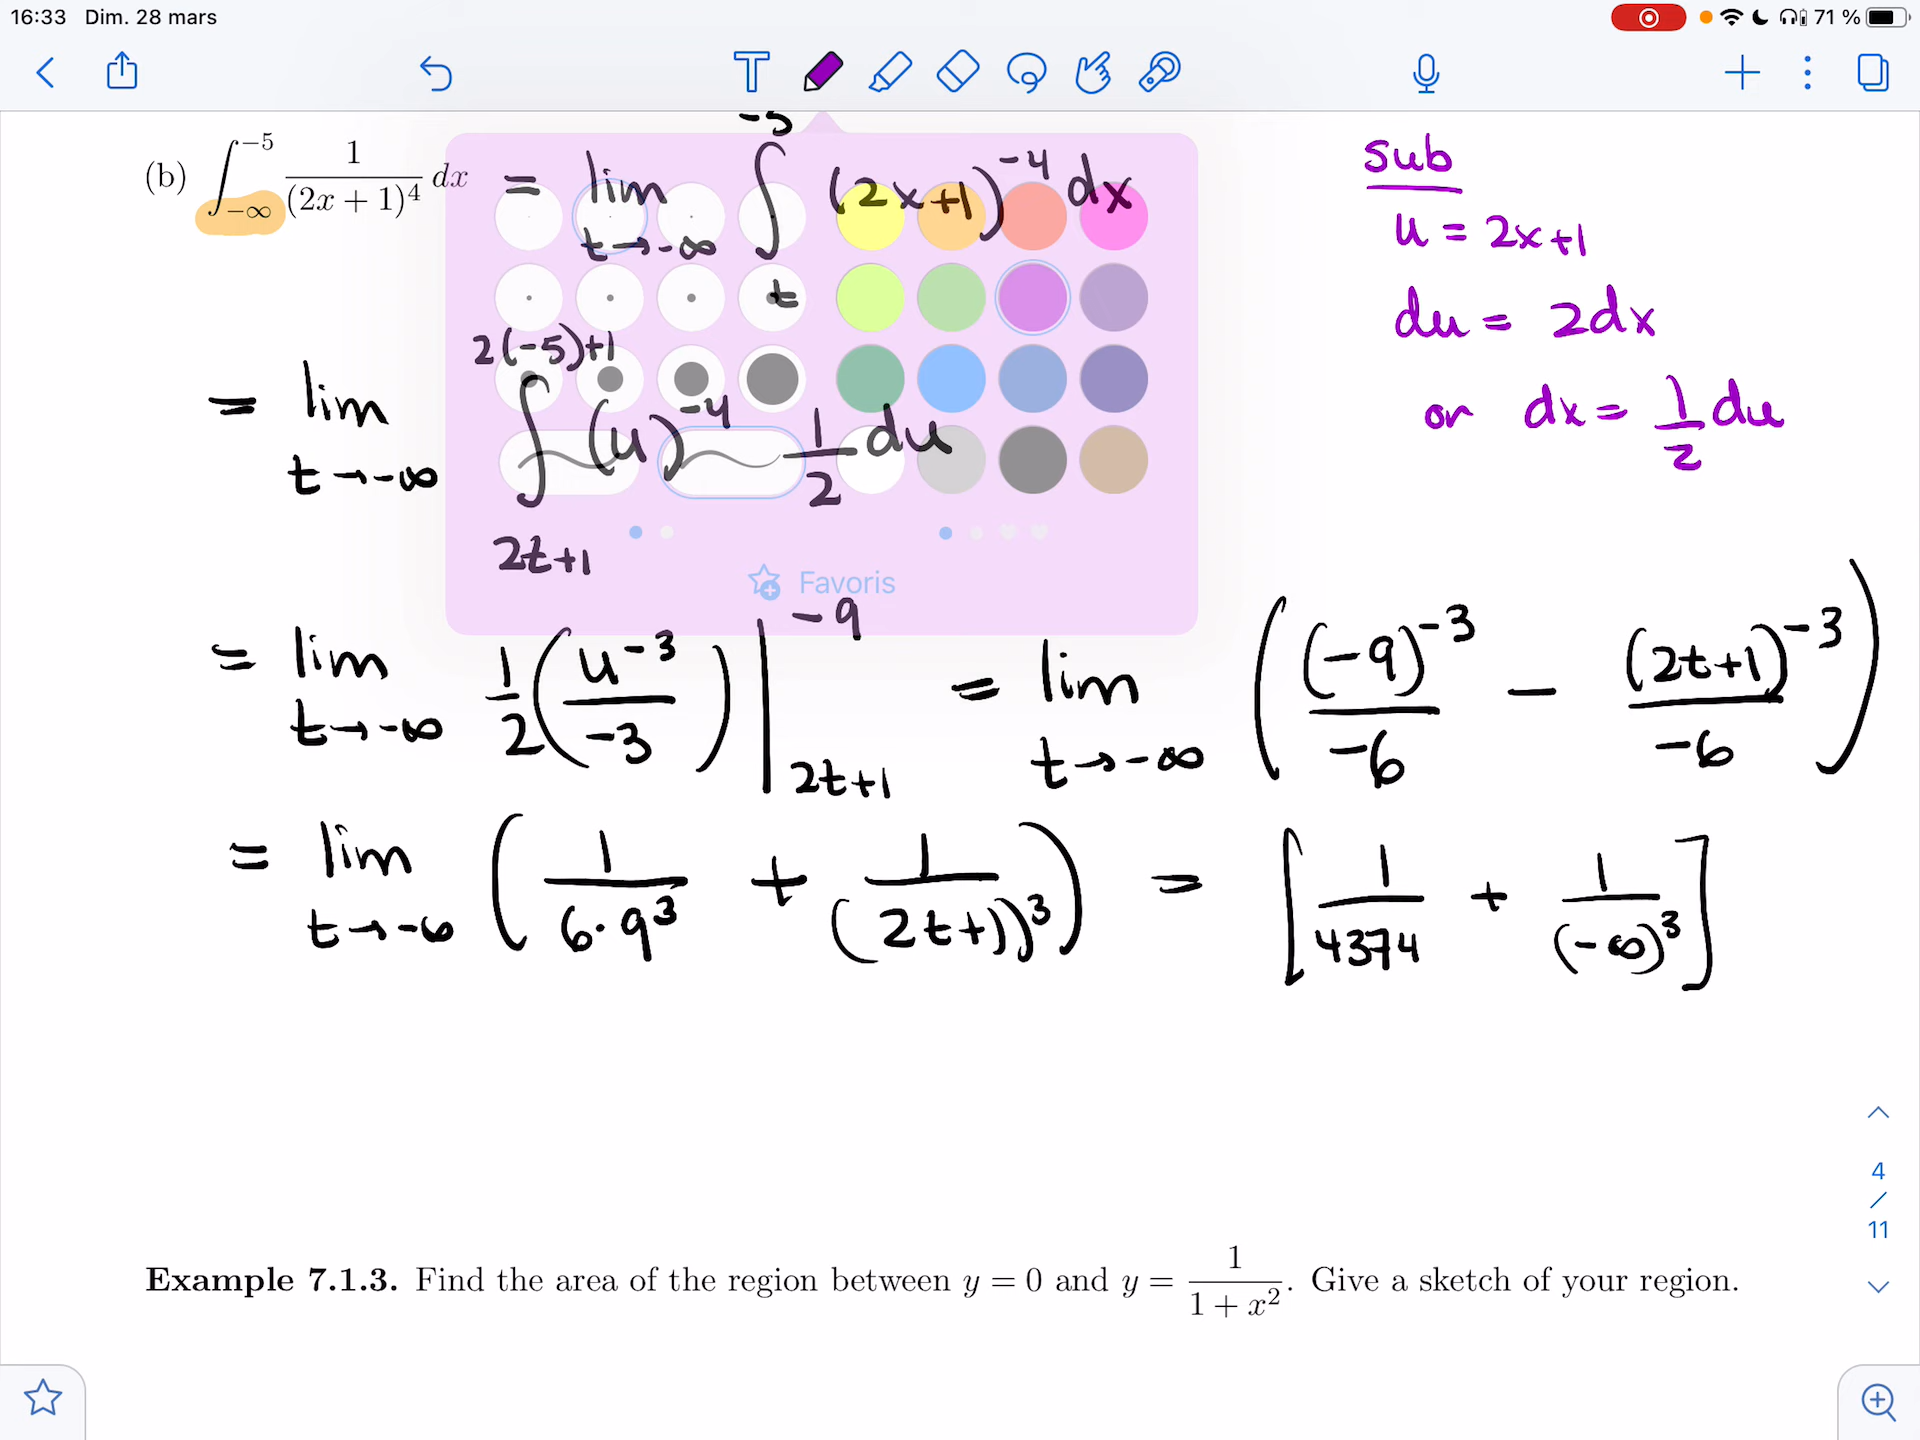 16:33 Dim. 28 mars 71 %
(b) ∫_{-∞}^{-5} 1/(2x + 1)^4 dx = lim_{t→-∞} ∫_{t}^{-5} (2x+1)^{-4} dx
sub
u = 2x+1
du = 2dx
or dx = 1/2 du
= lim_{t→-∞} ∫_{2t+1}^{2(-5)+1} (u)^{-4} 1/2 du
Favoris
= lim_{t→-∞} 1/2 (u^{-3}/-3) |_{2t+1}^{-9} = lim_{t→-∞} ((-9)^{-3}/-6 - (2t+1)^{-3}/-6)
= lim_{t→-∞} (1/(6·9^3) + 1/(2t+1)^3) = [1/4374 + 1/(-∞)^3]
4
/
11
Example 7.1.3. Find the area of the region between y = 0 and y = 1/(1 + x^2). Give a sketch of your region.